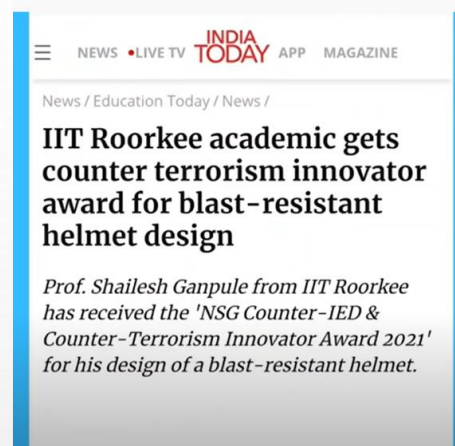 NEWS • LIVE TV INDIA TODAY APP MAGAZINE
News / Education Today / News /
IIT Roorkee academic gets
counter terrorism innovator
award for blast-resistant
helmet design
Prof. Shailesh Ganpule from IIT Roorkee
has received the 'NSG Counter-IED &
Counter-Terrorism Innovator Award 2021'
for his design of a blast-resistant helmet.